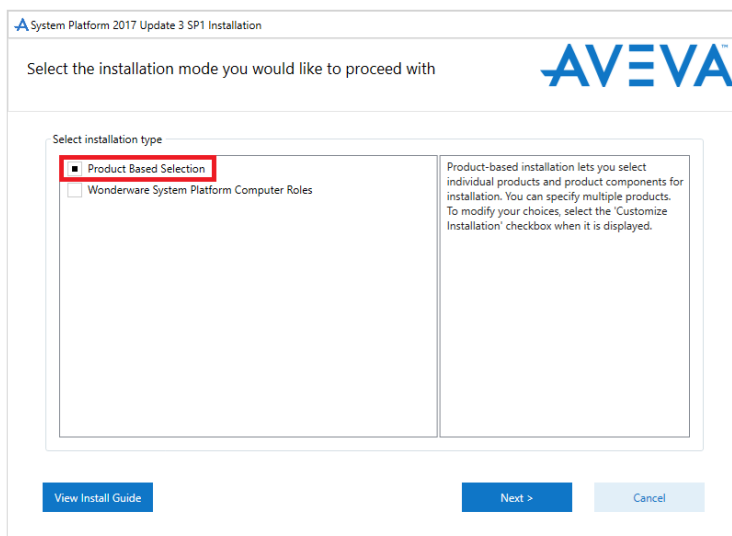 System Platform 2017 Update 3 SP1 Installation
Select the installation mode you would like to proceed with
AVEVA™
Select installation type
Product Based Selection
Wonderware System Platform Computer Roles
Product-based installation lets you select
individual products and product components for
installation. You can specify multiple products.
To modify your choices, select the 'Customize
Installation' checkbox when it is displayed.
View Install Guide
Next >
Cancel